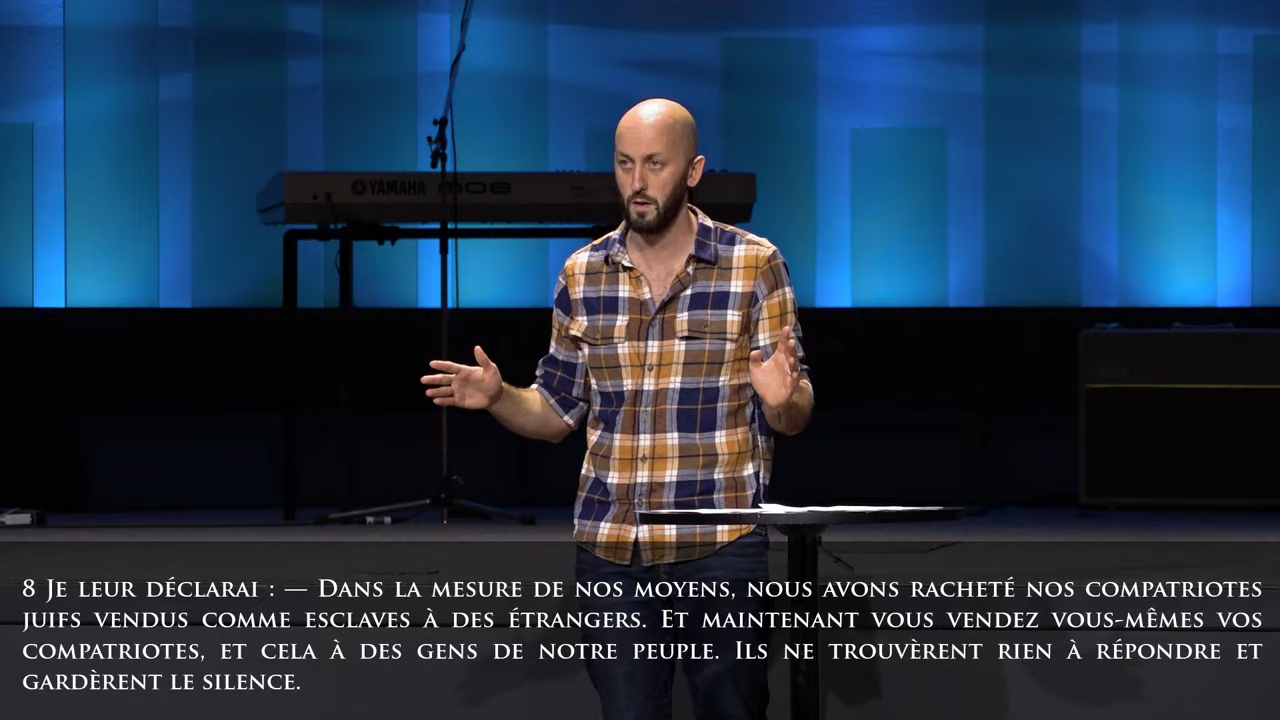 YAMAHA MO8
8 Je leur déclarai : — Dans la mesure de nos moyens, nous avons racheté nos compatriotes
juifs vendus comme esclaves à des étrangers. Et maintenant vous vendez vous-mêmes vos
compatriotes, et cela à des gens de notre peuple. Ils ne trouvèrent rien à répondre et
gardèrent le silence.